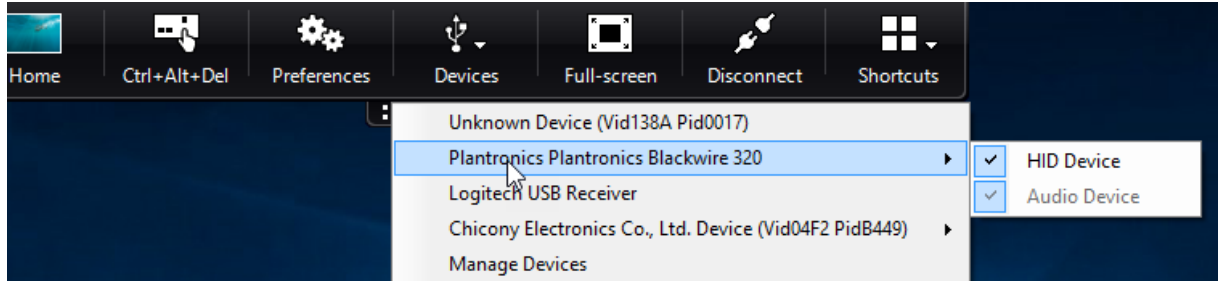 Home Ctrl+Alt+Del Preferences Devices Full-screen Disconnect Shortcuts
Unknown Device (Vid138A Pid0017)
Plantronics Plantronics Blackwire 320
HID Device
Logitech USB Receiver
Audio Device
Chicony Electronics Co., Ltd. Device (Vid04F2 PidB449)
Manage Devices